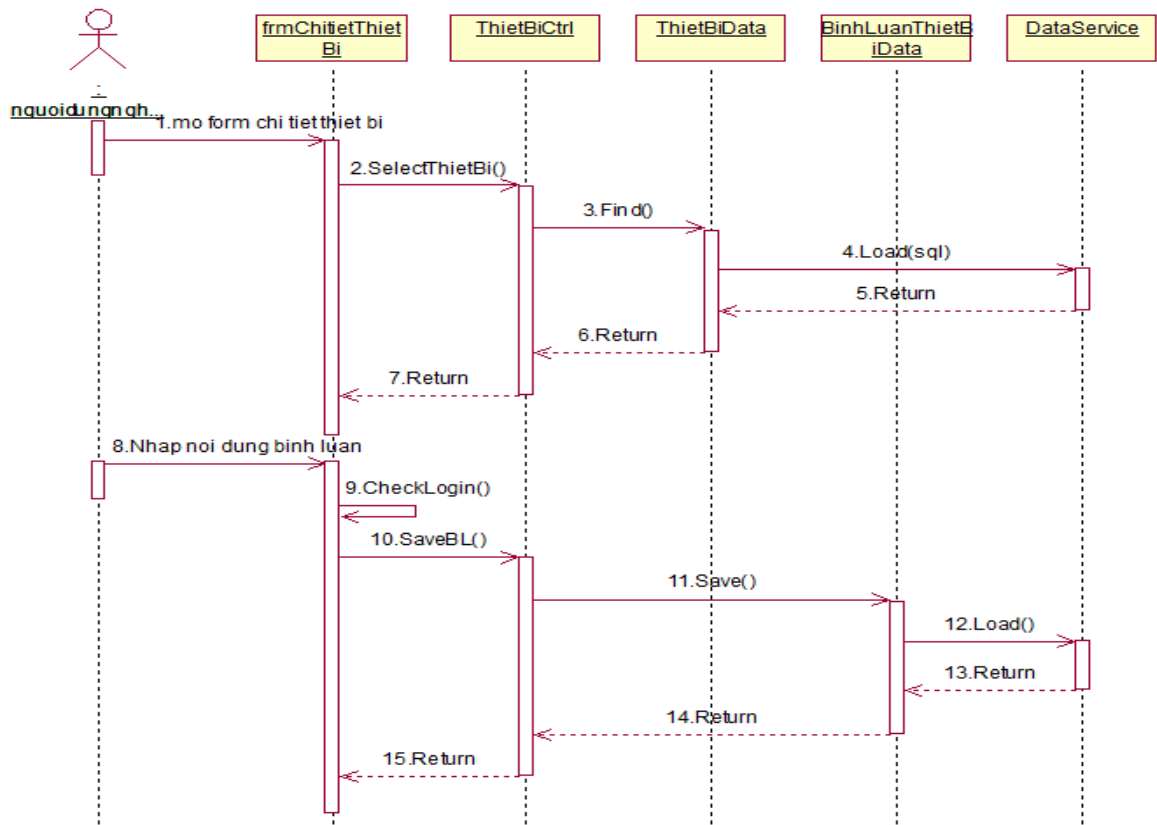 frmChitietThiet
Bi
ThietBiCtrl
ThietBiData
BinhLuanThietB
iData
DataService
:
nguoidungngh...
1.mo form chi tiet thiet bi
2.SelectThietBi()
3.Find()
4.Load(sql)
5.Return
6.Return
7.Return
8.Nhap noi dung binh luan
9.CheckLogin()
10.SaveBL()
11.Save()
12.Load()
13.Return
14.Return
15.Return